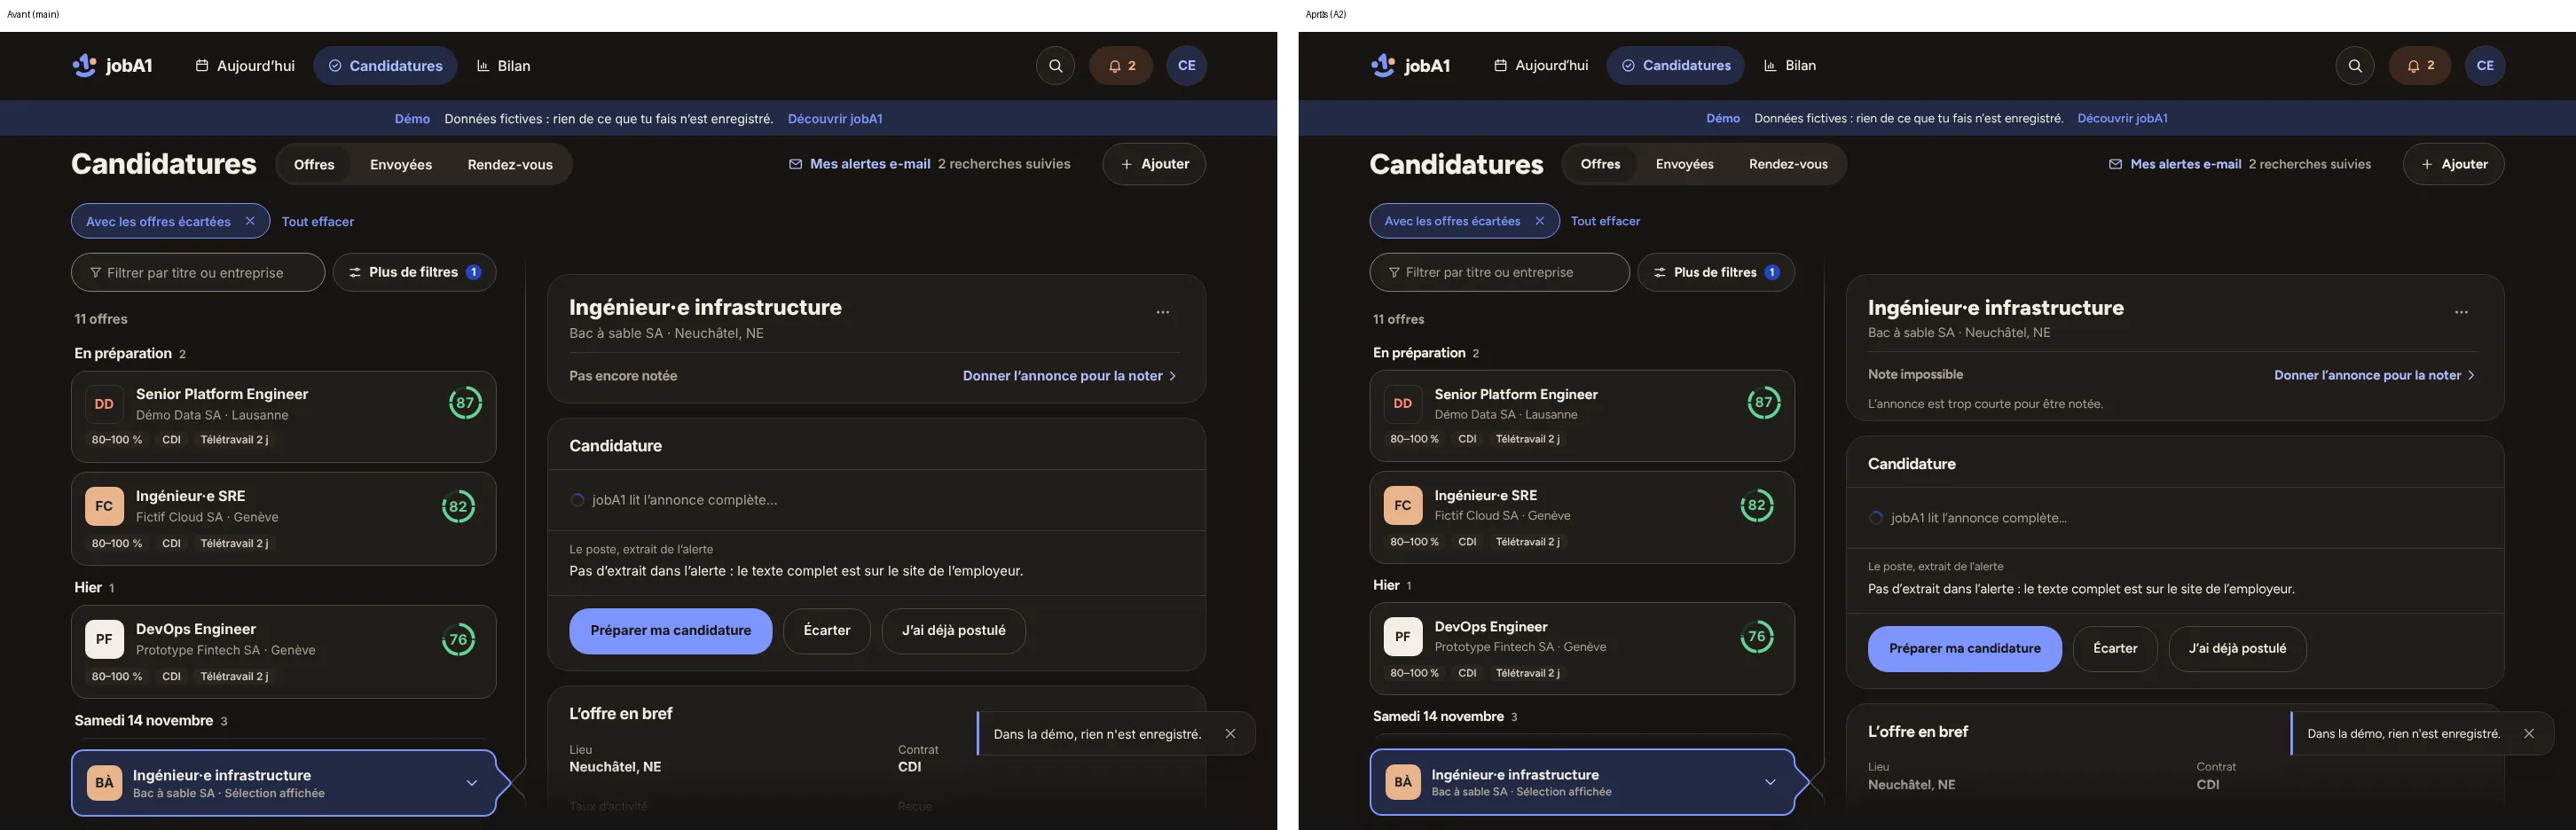 Avant (main)
jobA1
Aujourd’hui
Candidatures
Bilan
2
CE
Démo Données fictives : rien de ce que tu fais n’est enregistré. Découvrir jobA1
Candidatures
Offres
Envoyées
Rendez-vous
Mes alertes e-mail 2 recherches suivies
+ Ajouter
Avec les offres écartées
Tout effacer
Filtrer par titre ou entreprise
Plus de filtres 1
11 offres
En préparation 2
DD
Senior Platform Engineer
Démo Data SA · Lausanne
87
80–100 % CDI Télétravail 2 j
FC
Ingénieur·e SRE
Fictif Cloud SA · Genève
82
80–100 % CDI Télétravail 2 j
Hier 1
PF
DevOps Engineer
Prototype Fintech SA · Genève
76
80–100 % CDI Télétravail 2 j
Samedi 14 novembre 3
BÀ
Ingénieur·e infrastructure
Bac à sable SA · Sélection affichée
Ingénieur·e infrastructure
Bac à sable SA · Neuchâtel, NE
Pas encore notée
Donner l’annonce pour la noter
Candidature
jobA1 lit l’annonce complète…
Le poste, extrait de l’alerte
Pas d’extrait dans l’alerte : le texte complet est sur le site de l’employeur.
Préparer ma candidature
Écarter
J’ai déjà postulé
L’offre en bref
Lieu
Neuchâtel, NE
Contrat
CDI
Taux d’activité
Reçue
Dans la démo, rien n'est enregistré.
(A2)
jobA1
Aujourd’hui
Candidatures
Bilan
2
CE
Démo Données fictives : rien de ce que tu fais n’est enregistré. Découvrir jobA1
Candidatures
Offres
Envoyées
Rendez-vous
Mes alertes e-mail 2 recherches suivies
+ Ajouter
Avec les offres écartées
Tout effacer
Filtrer par titre ou entreprise
Plus de filtres 1
11 offres
En préparation 2
DD
Senior Platform Engineer
Démo Data SA · Lausanne
87
80–100 % CDI Télétravail 2 j
FC
Ingénieur·e SRE
Fictif Cloud SA · Genève
82
80–100 % CDI Télétravail 2 j
Hier 1
PF
DevOps Engineer
Prototype Fintech SA · Genève
76
80–100 % CDI Télétravail 2 j
Samedi 14 novembre 3
BÀ
Ingénieur·e infrastructure
Bac à sable SA · Sélection affichée
Ingénieur·e infrastructure
Bac à sable SA · Neuchâtel, NE
Note impossible
Donner l’annonce pour la noter
L’annonce est trop courte pour être notée.
Candidature
jobA1 lit l’annonce complète…
Le poste, extrait de l’alerte
Pas d’extrait dans l’alerte : le texte complet est sur le site de l’employeur.
Préparer ma candidature
Écarter
J’ai déjà postulé
L’offre en bref
Lieu
Neuchâtel, NE
Contrat
CDI
Dans la démo, rien n'est enregistré.